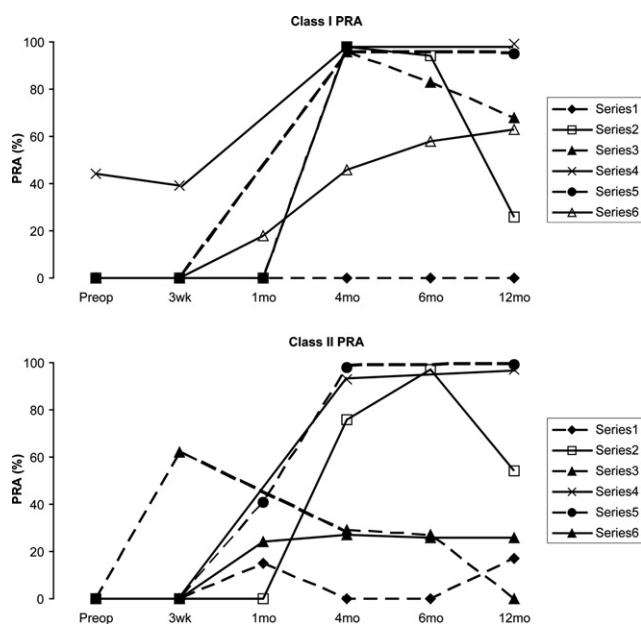 Class I PRA
100
80
60
40
20
0
PRA (%)
Preop 3wk 1mo 4mo 6mo 12mo
Series1
Series2
Series3
Series4
Series5
Series6
Class II PRA
100
80
60
40
20
0
PRA (%)
Preop 3wk 1mo 4mo 6mo 12mo
Series1
Series2
Series3
Series4
Series5
Series6